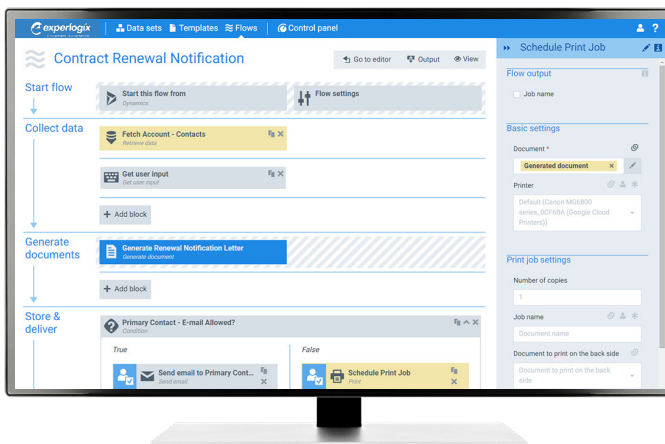 experlogix
Data sets
Templates
Flows
Control panel
?
Contract Renewal Notification
Go to editor
Output
View
Schedule Print Job
Start flow
Start this flow from
Dynamics
Flow settings
Flow output
Job name
Collect data
Fetch Account - Contacts
Retrieve data
Get user input
Get user input
+ Add block
Basic settings
Document *
Generated document
Printer
Default (Canon MG6800
series_0CF6BA (Google Cloud
Printers))
Generate
documents
Generate Renewal Notification Letter
Generate document
+ Add block
Print job settings
Number of copies
1
Job name
Document name
Document to print on the back side
Document to print on the back
side
Store &
deliver
Primary Contact - E-mail Allowed?
Condition
True
False
Send email to Primary Cont...
Send email
Schedule Print Job
Print